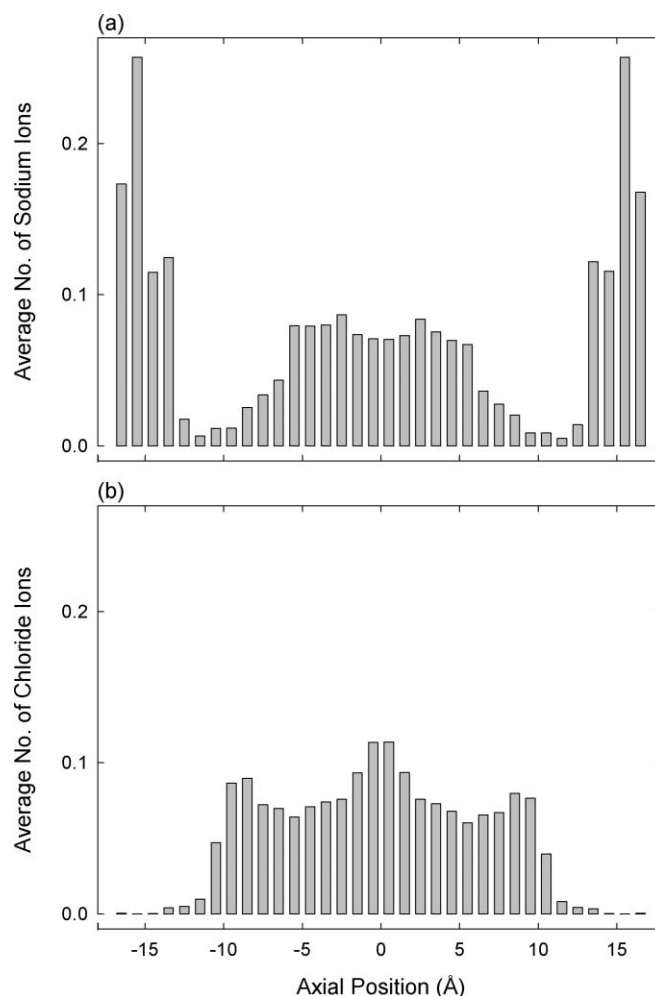 (a)
Average No. of Sodium Ions
0.2
0.1
0.0
(b)
Average No. of Chloride Ions
0.2
0.1
0.0
-15 -10 -5 0 5 10 15
Axial Position (Å)